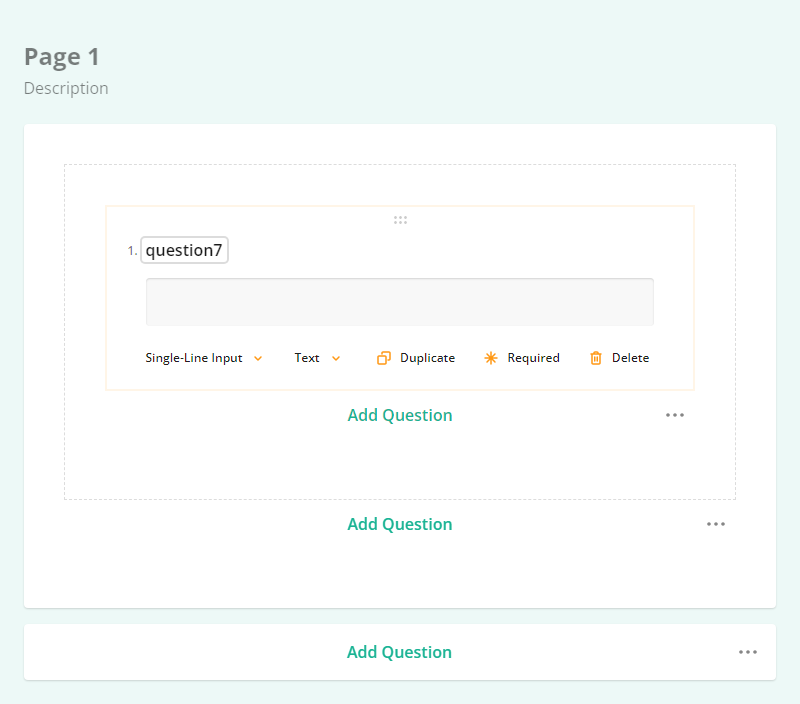 Page 1
Description
1. question7
Single-Line Input Text Duplicate Required Delete
Add Question
Add Question
Add Question